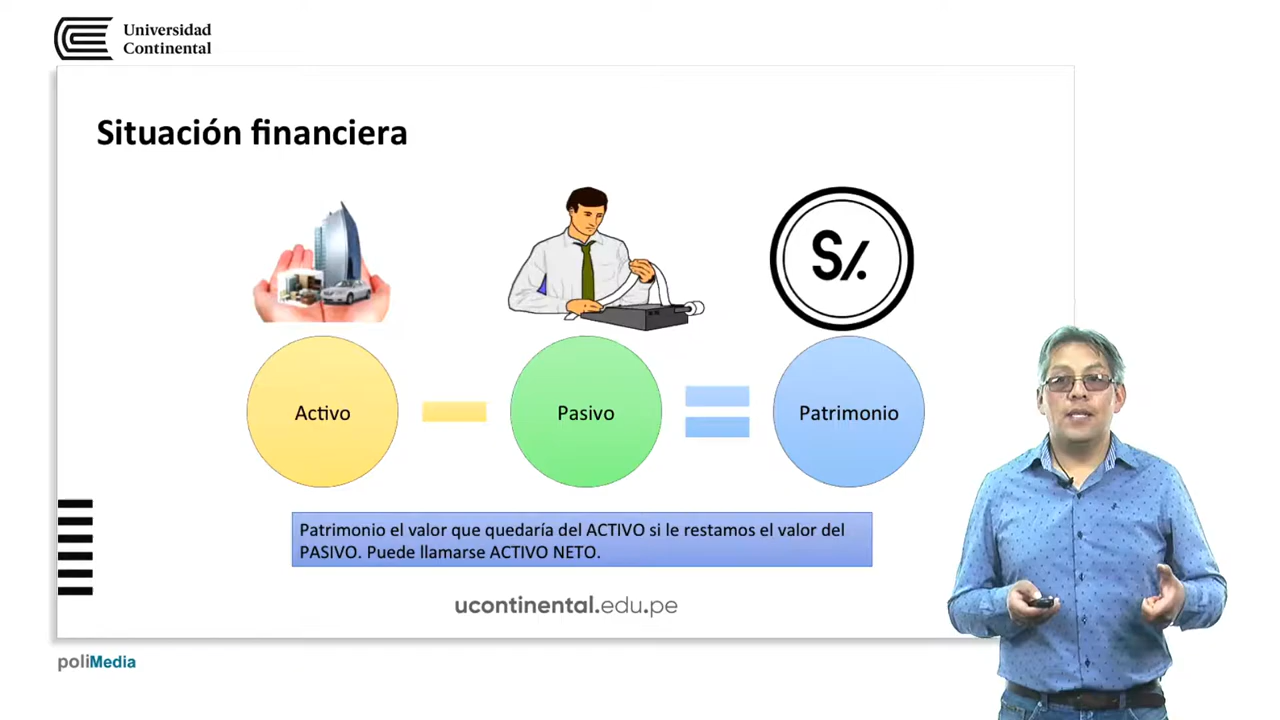 Universidad
Continental
Situación financiera
S/.
Activo
Pasivo
Patrimonio
Patrimonio el valor que quedaría del ACTIVO si le restamos el valor del
PASIVO. Puede llamarse ACTIVO NETO.
ucontinental.edu.pe
poliMedia